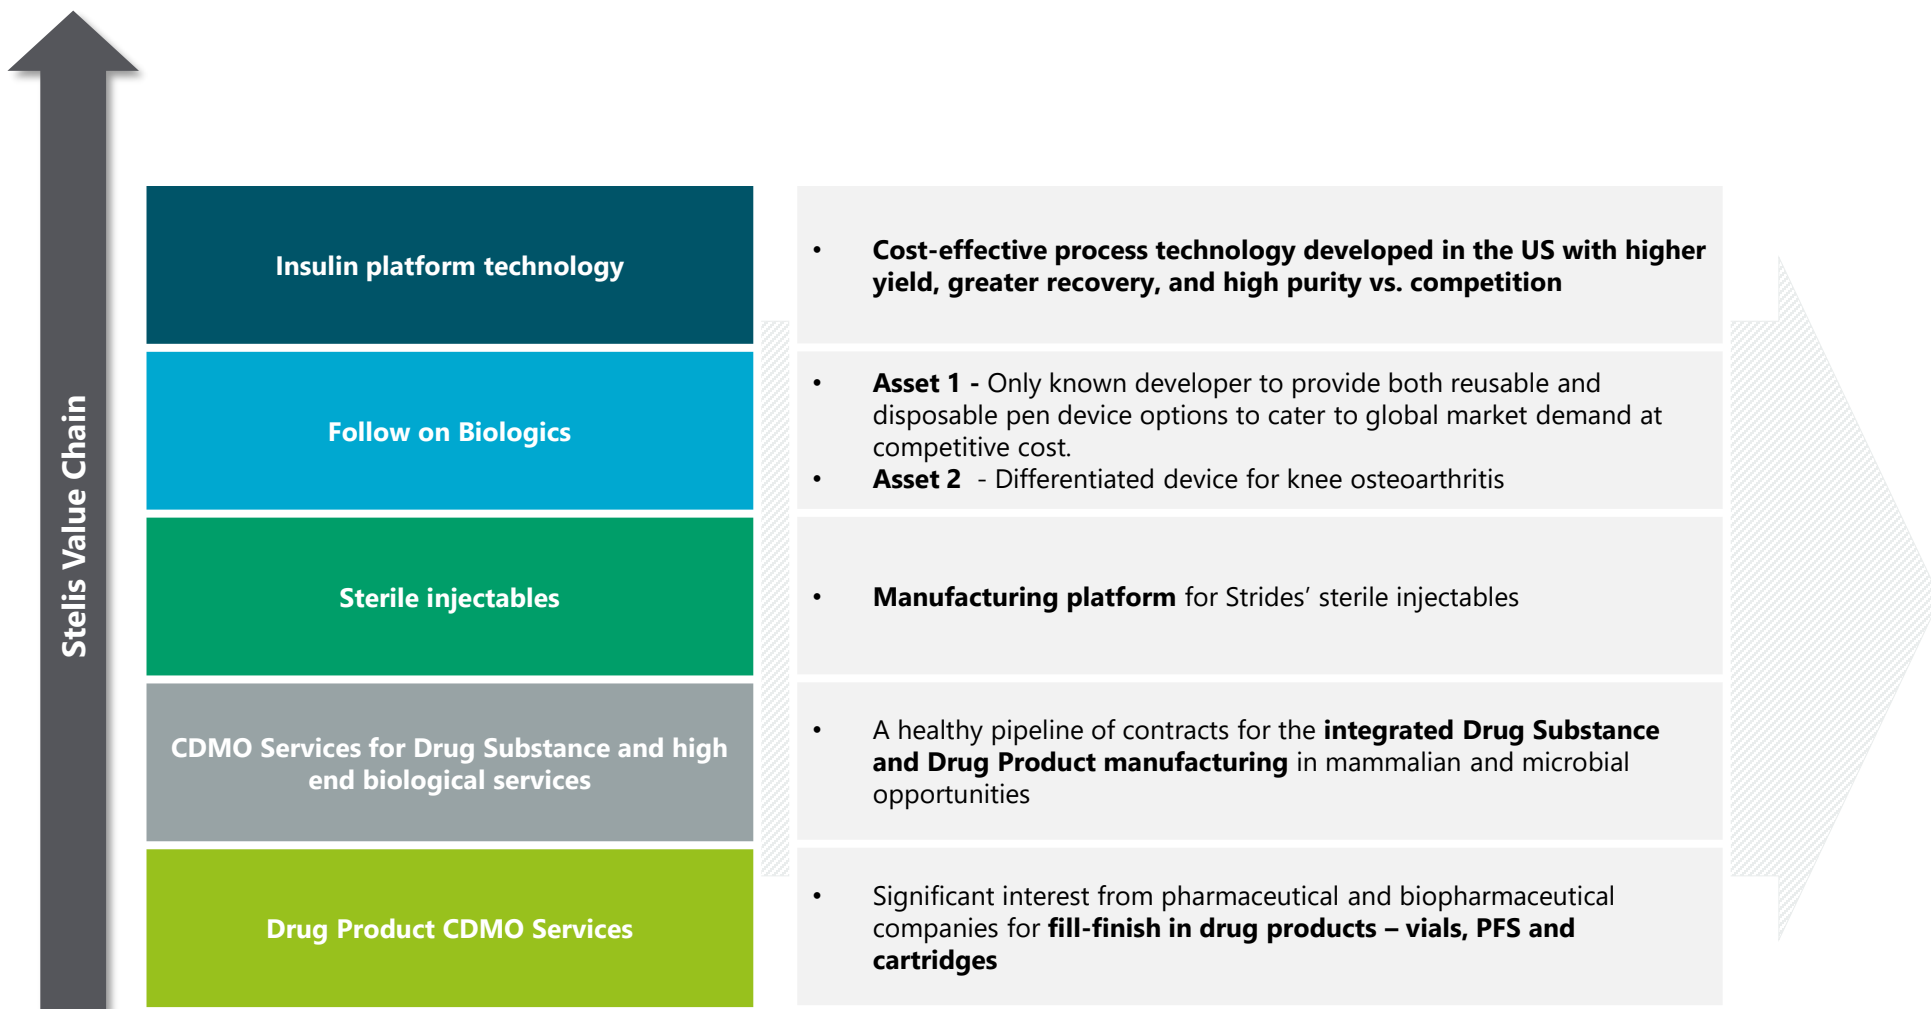 Stelis Value Chain
Insulin platform technology
• Cost-effective process technology developed in the US with higher
yield, greater recovery, and high purity vs. competition
Follow on Biologics
• Asset 1 - Only known developer to provide both reusable and
disposable pen device options to cater to global market demand at
competitive cost.
• Asset 2 - Differentiated device for knee osteoarthritis
Sterile injectables
• Manufacturing platform for Strides’ sterile injectables
CDMO Services for Drug Substance and high
end biological services
• A healthy pipeline of contracts for the integrated Drug Substance
and Drug Product manufacturing in mammalian and microbial
opportunities
Drug Product CDMO Services
• Significant interest from pharmaceutical and biopharmaceutical
companies for fill-finish in drug products – vials, PFS and
cartridges